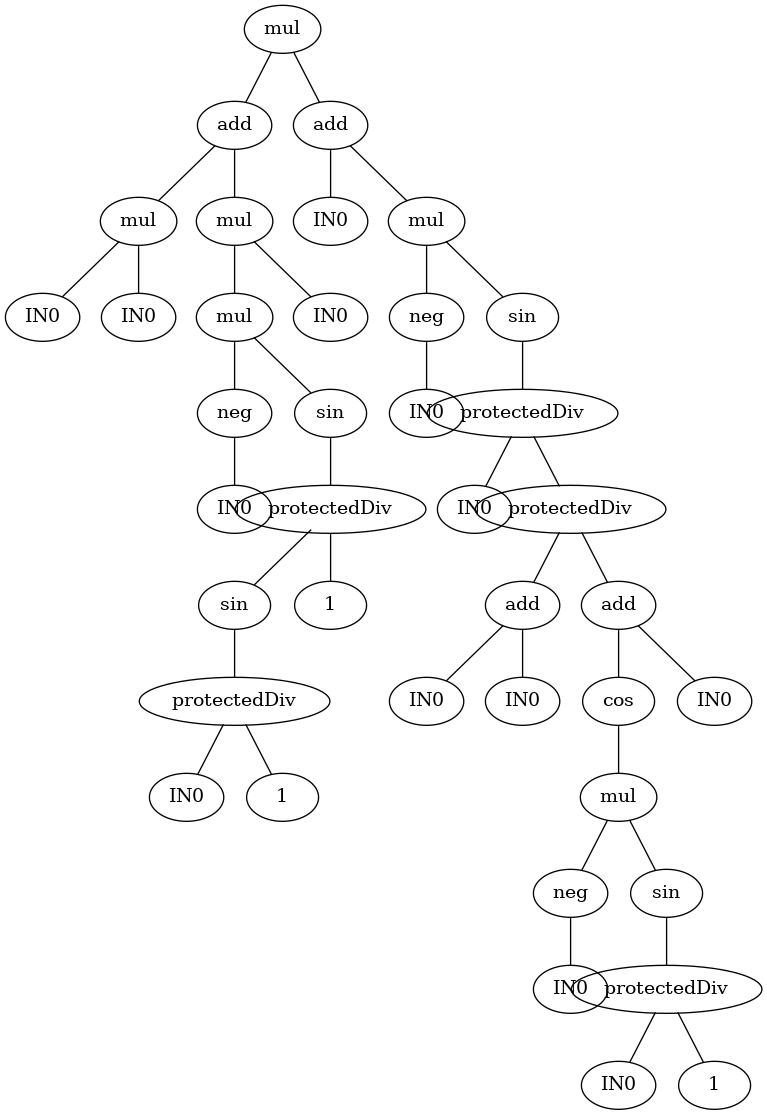 mul
add add
mul mul IN0 mul
IN0 IN0 mul IN0 neg sin
neg sin IN0 protectedDiv
IN0 protectedDiv IN0 protectedDiv
sin 1 add add
protectedDiv IN0 IN0 cos IN0
IN0 1 mul
neg sin
IN0 protectedDiv
IN0 1